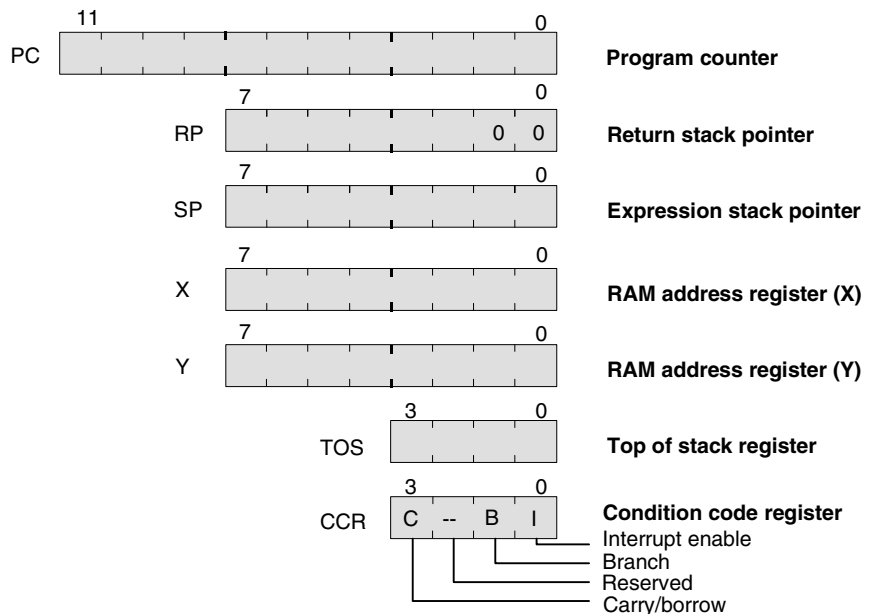 11 0
PC Program counter
7 0
RP 0 0 Return stack pointer
7 0
SP Expression stack pointer
7 0
X RAM address register (X)
7 0
Y RAM address register (Y)
3 0
TOS Top of stack register
3 0
CCR C -- B I Condition code register
Interrupt enable
Branch
Reserved
Carry/borrow